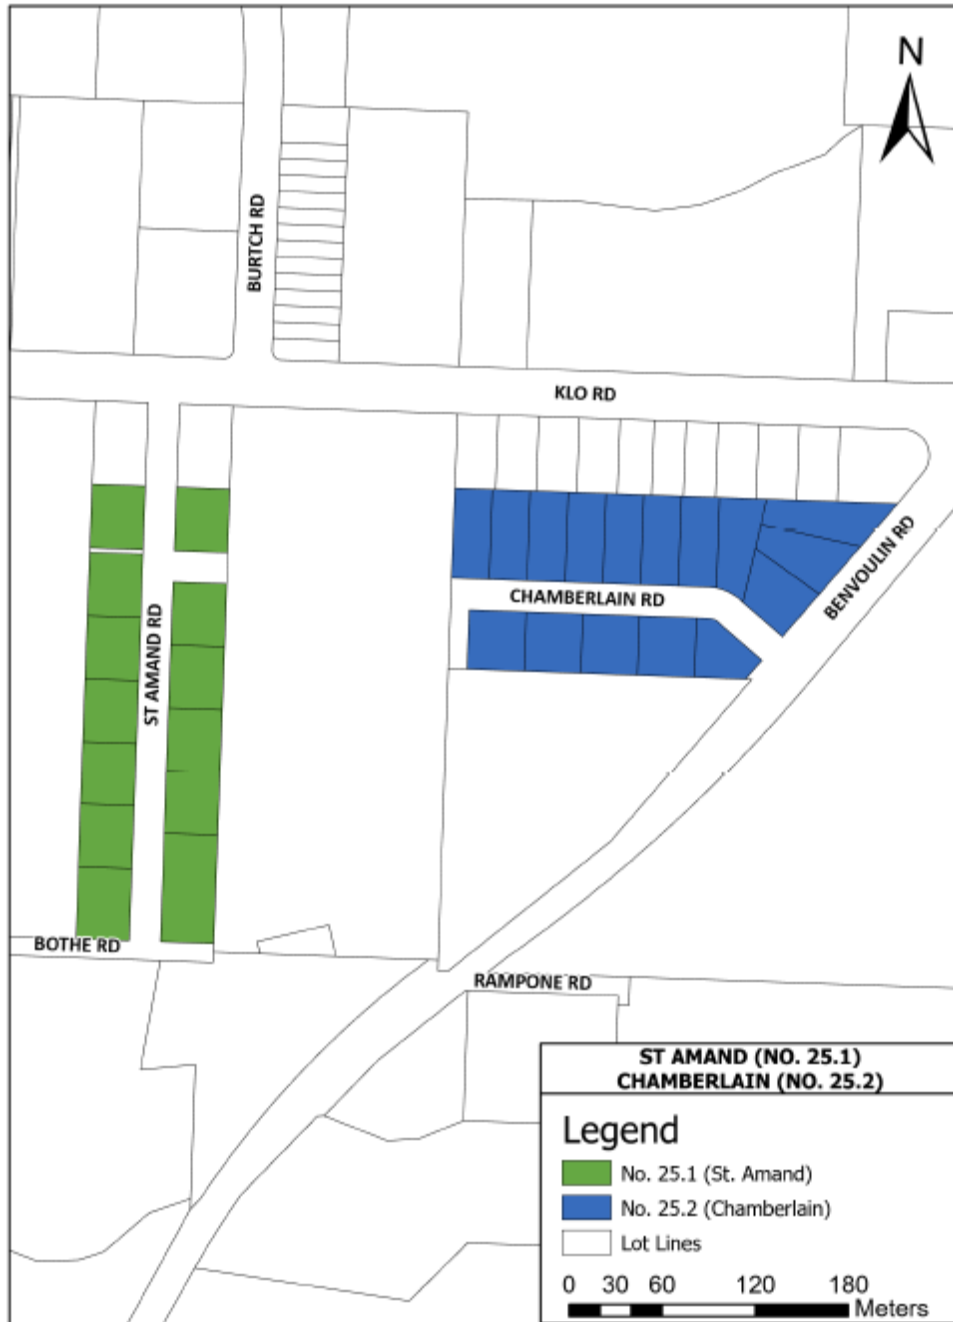 N
BURTCH RD
KLO RD
BENVOULIN RD
CHAMBERLAIN RD
ST AMAND RD
BOTHE RD
RAMPONE RD
ST AMAND (NO. 25.1)
CHAMBERLAIN (NO. 25.2)
Legend
No. 25.1 (St. Amand)
No. 25.2 (Chamberlain)
Lot Lines
0 30 60 120 180
Meters